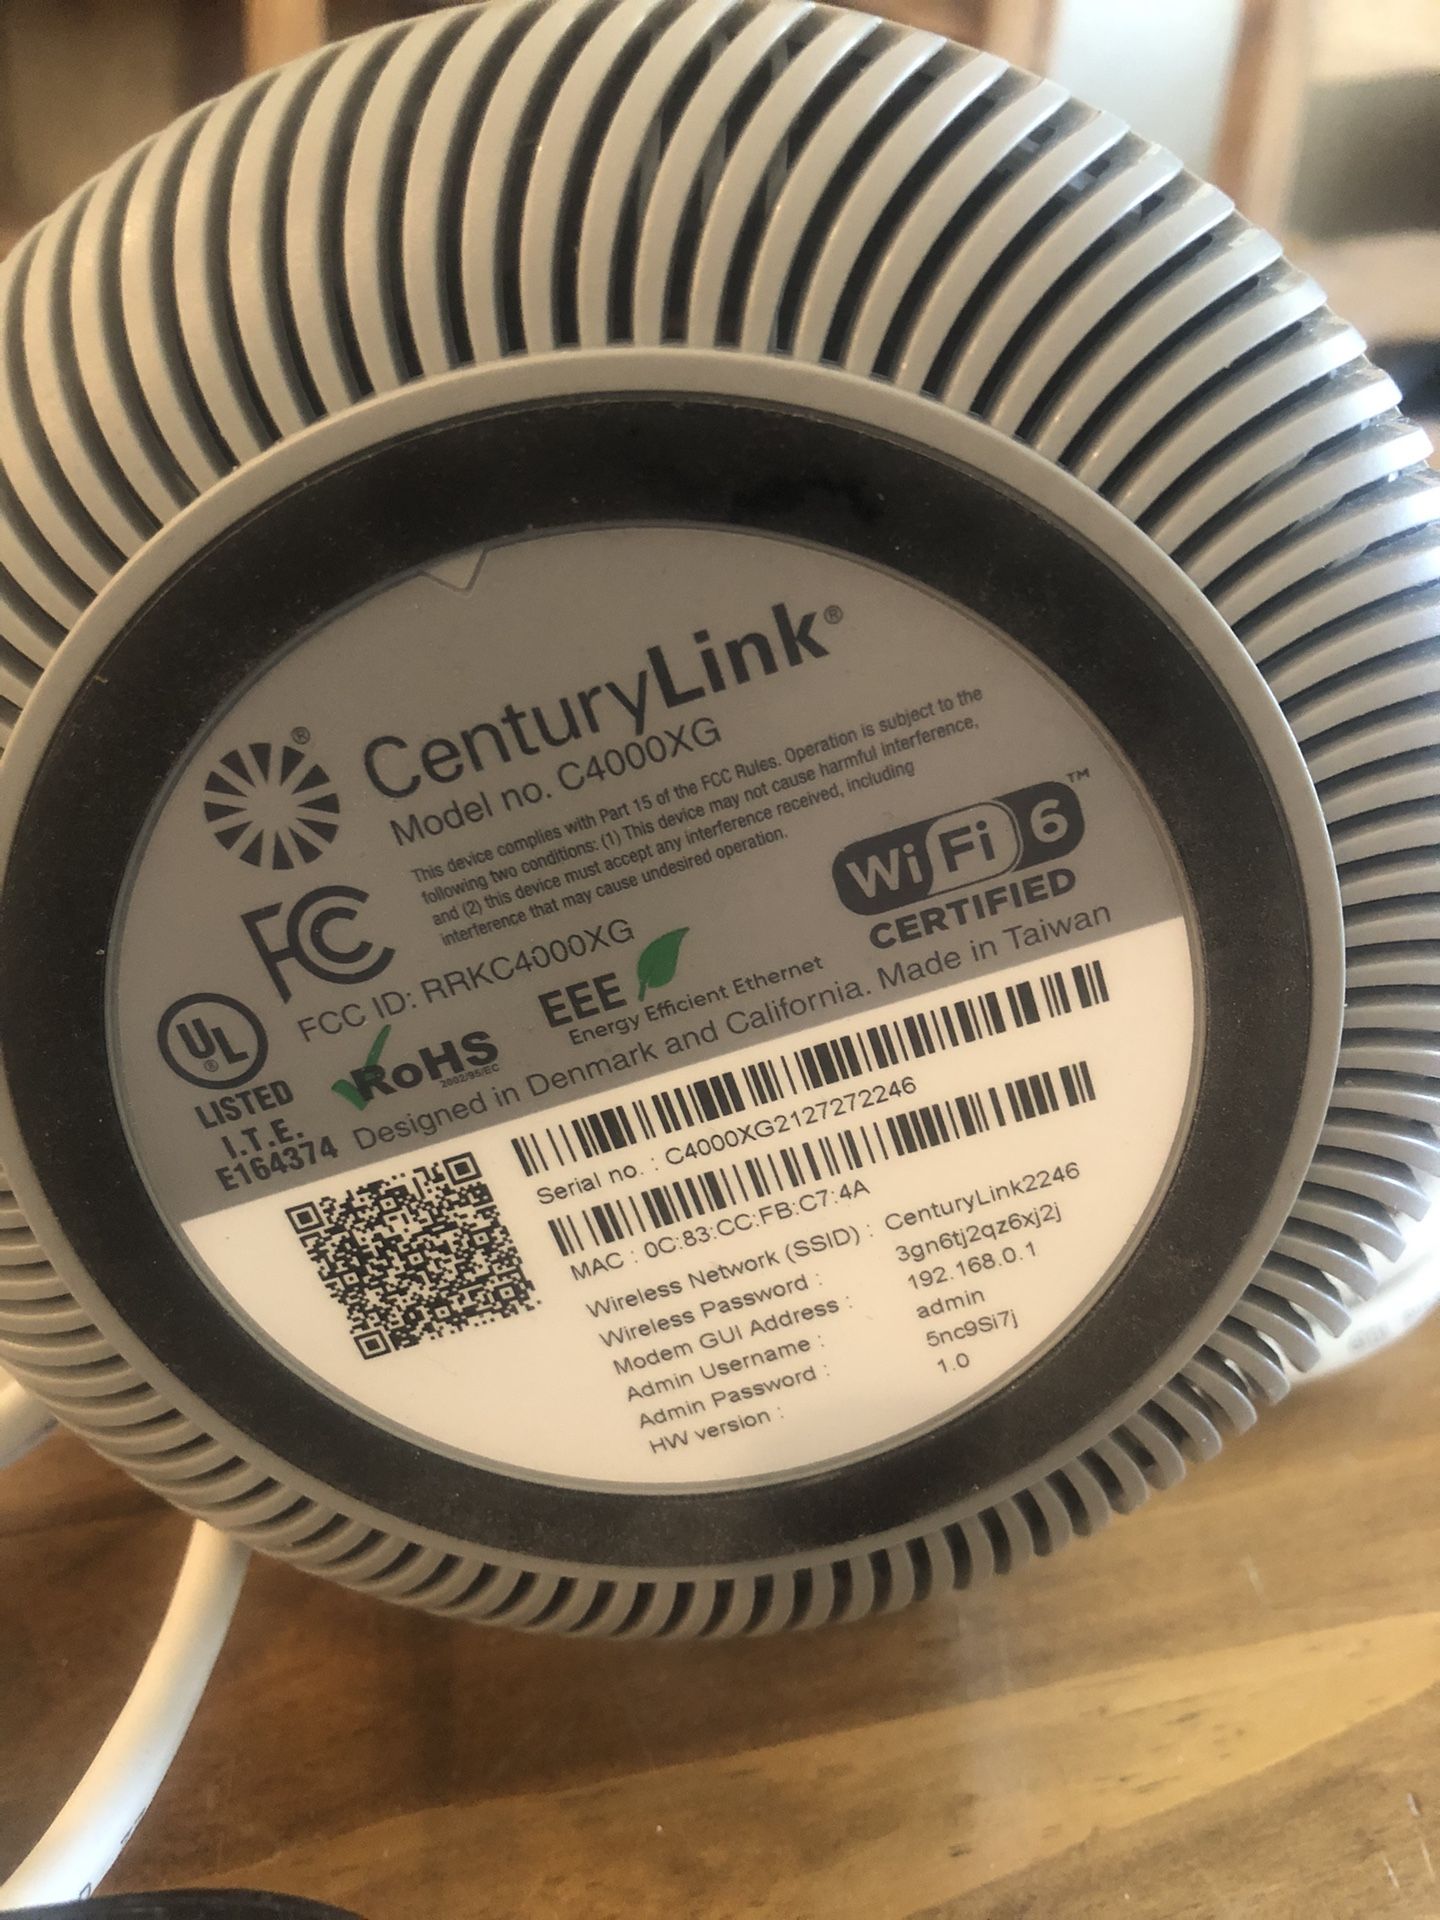 CenturyLink®
Model no. C4000XG
This device complies with Part 15 of the FCC Rules. Operation is subject to the
following two conditions: (1) This device may not cause harmful interference,
and (2) this device must accept any interference received, including
interference that may cause undesired operation.
FC
FCC ID: RRKC4000XG
WiFi 6™
CERTIFIED
UL®
LISTED
I.T.E.
E164374
RoHS
2002/95/EC
EEE
Energy Efficient Ethernet
Designed in Denmark and California. Made in Taiwan
Serial no. : C4000XG2127272246
MAC : 0C:83:CC:FB:C7:4A
Wireless Network (SSID) : CenturyLink2246
Wireless Password : 3gn6tj2qz6xj2j
Modem GUI Address : 192.168.0.1
Admin Username : admin
Admin Password : 5nc9Si7j
HW version : 1.0